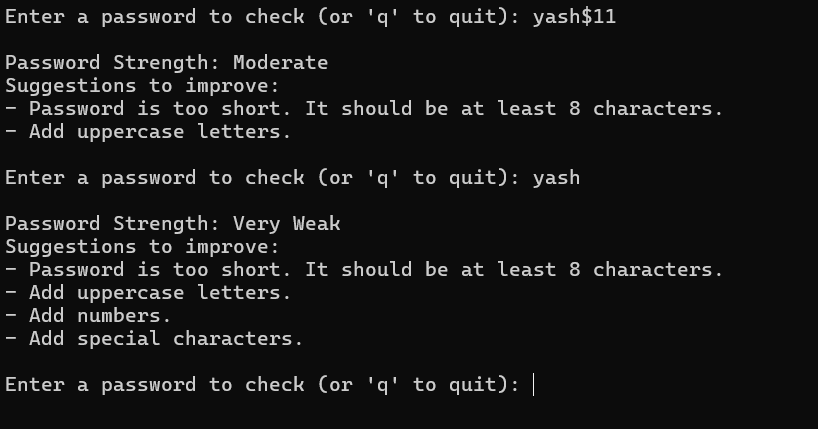 Enter a password to check (or 'q' to quit): yash$11
Password Strength: Moderate
Suggestions to improve:
- Password is too short. It should be at least 8 characters.
- Add uppercase letters.
Enter a password to check (or 'q' to quit): yash
Password Strength: Very Weak
Suggestions to improve:
- Password is too short. It should be at least 8 characters.
- Add uppercase letters.
- Add numbers.
- Add special characters.
Enter a password to check (or 'q' to quit):